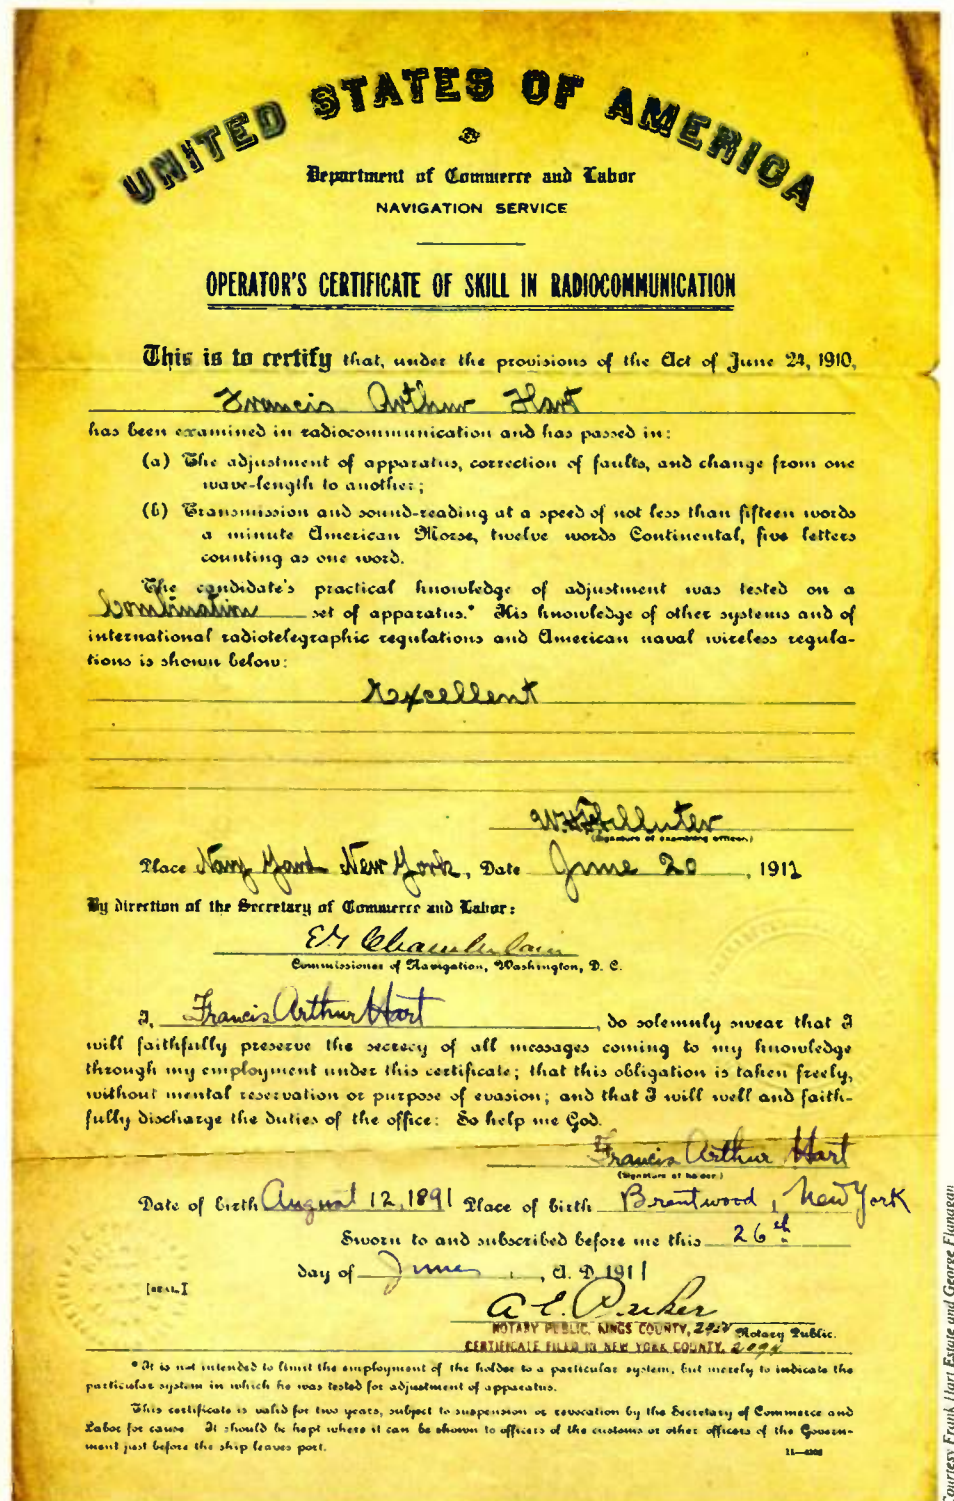 UNITED STATES OF AMERICA
Department of Commerce and Labor
NAVIGATION SERVICE
OPERATOR'S CERTIFICATE OF SKILL IN RADIOCOMMUNICATION
This is to certify that, under the provisions of the Act of June 24, 1910,
Francis Arthur Hart
has been examined in radiocommunication and has passed in:
(a) The adjustment of apparatus, correction of faults, and change from one
wave-length to another;
(b) Transmission and sound-reading at a speed of not less than fifteen words
a minute American Morse, twelve words Continental, five letters
counting as one word.
The candidate's practical knowledge of adjustment was tested on a
Combination set of apparatus.* His knowledge of other systems and of
international radiotelegraphic regulations and American naval wireless regula-
tions is shown below:
Excellent
(Signature of examining officer.)
Place Navy Yard New York, Date June 20, 1911
By direction of the Secretary of Commerce and Labor:
Chamberlain
Commissioner of Navigation, Washington, D. C.
I, Francis Arthur Hart, do solemnly swear that I
will faithfully preserve the secrecy of all messages coming to my knowledge
through my employment under this certificate; that this obligation is taken freely,
without mental reservation or purpose of evasion; and that I will well and faith-
fully discharge the duties of the office: So help me God.
Francis Arthur Hart
(Signature of holder.)
Date of birth August 12, 1891 Place of birth Brentwood, New York
Sworn to and subscribed before me this 26th
day of June, A. D. 1911
[SEAL]
A E. Parker
NOTARY PUBLIC, KINGS COUNTY, Notary Public.
CERTIFICATE FILED IN NEW YORK COUNTY,
*It is not intended to limit the employment of the holder to a particular system, but merely to indicate the
particular system in which he was tested for adjustment of apparatus.
This certificate is valid for two years, subject to suspension or revocation by the Secretary of Commerce and
Labor for cause. It should be kept where it can be shown to officers of the customs or other officers of the Govern-
ment just before the ship leaves port.
Courtesy Frank Hart Estate and George Flanagan